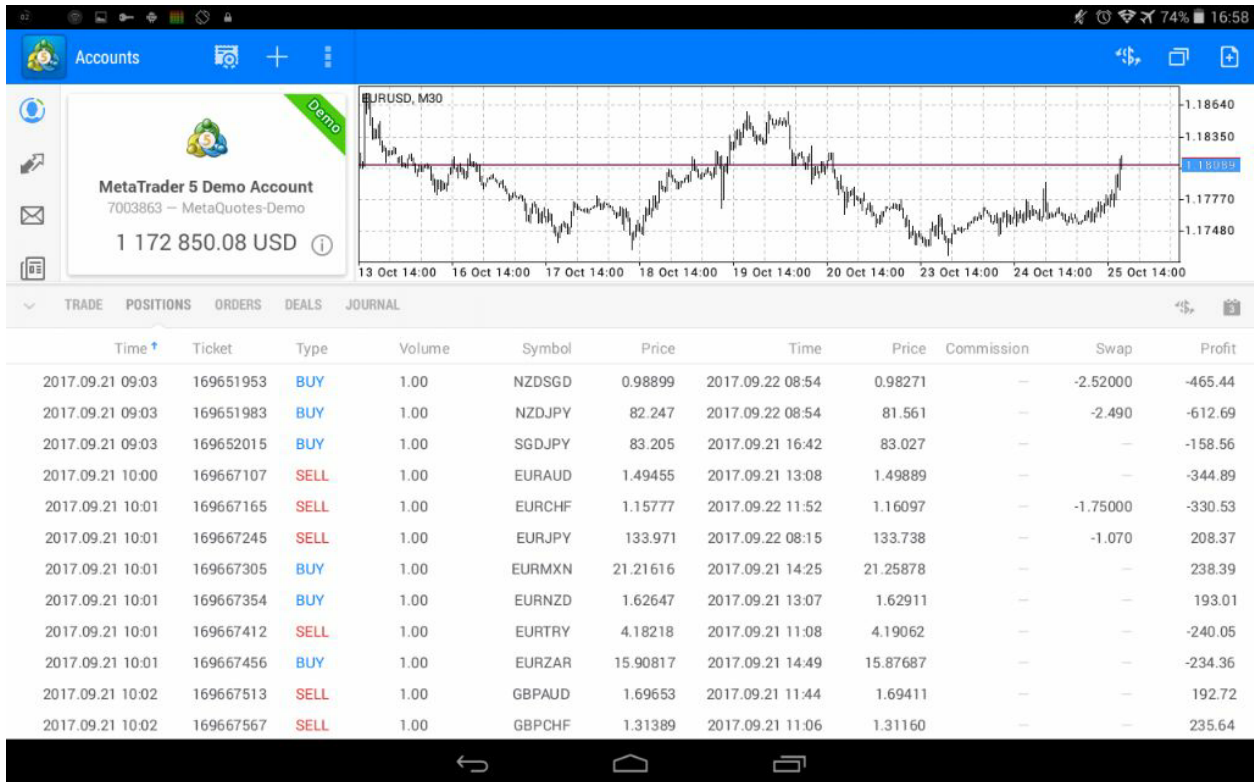 74% 16:58
Accounts
Demo
MetaTrader 5 Demo Account
7003863 — MetaQuotes-Demo
1 172 850.08 USD
EURUSD, M30
1.18640
1.18350
1.18089
1.17770
1.17480
13 Oct 14:00 16 Oct 14:00 17 Oct 14:00 18 Oct 14:00 19 Oct 14:00 20 Oct 14:00 23 Oct 14:00 24 Oct 14:00 25 Oct 14:00
TRADE POSITIONS ORDERS DEALS JOURNAL
Time Ticket Type Volume Symbol Price Time Price Commission Swap Profit
2017.09.21 09:03 169651953 BUY 1.00 NZDSGD 0.98899 2017.09.22 08:54 0.98271 — -2.52000 -465.44
2017.09.21 09:03 169651983 BUY 1.00 NZDJPY 82.247 2017.09.22 08:54 81.561 — -2.490 -612.69
2017.09.21 09:03 169652015 BUY 1.00 SGDJPY 83.205 2017.09.21 16:42 83.027 — — -158.56
2017.09.21 10:00 169667107 SELL 1.00 EURAUD 1.49455 2017.09.21 13:08 1.49889 — — -344.89
2017.09.21 10:01 169667165 SELL 1.00 EURCHF 1.15777 2017.09.22 11:52 1.16097 — -1.75000 -330.53
2017.09.21 10:01 169667245 SELL 1.00 EURJPY 133.971 2017.09.22 08:15 133.738 — -1.070 208.37
2017.09.21 10:01 169667305 BUY 1.00 EURMXN 21.21616 2017.09.21 14:25 21.25878 — — 238.39
2017.09.21 10:01 169667354 BUY 1.00 EURNZD 1.62647 2017.09.21 13:07 1.62911 — — 193.01
2017.09.21 10:01 169667412 SELL 1.00 EURTRY 4.18218 2017.09.21 11:08 4.19062 — — -240.05
2017.09.21 10:01 169667456 BUY 1.00 EURZAR 15.90817 2017.09.21 14:49 15.87687 — — -234.36
2017.09.21 10:02 169667513 SELL 1.00 GBPAUD 1.69653 2017.09.21 11:44 1.69411 — — 192.72
2017.09.21 10:02 169667567 SELL 1.00 GBPCHF 1.31389 2017.09.21 11:06 1.31160 — — 235.64